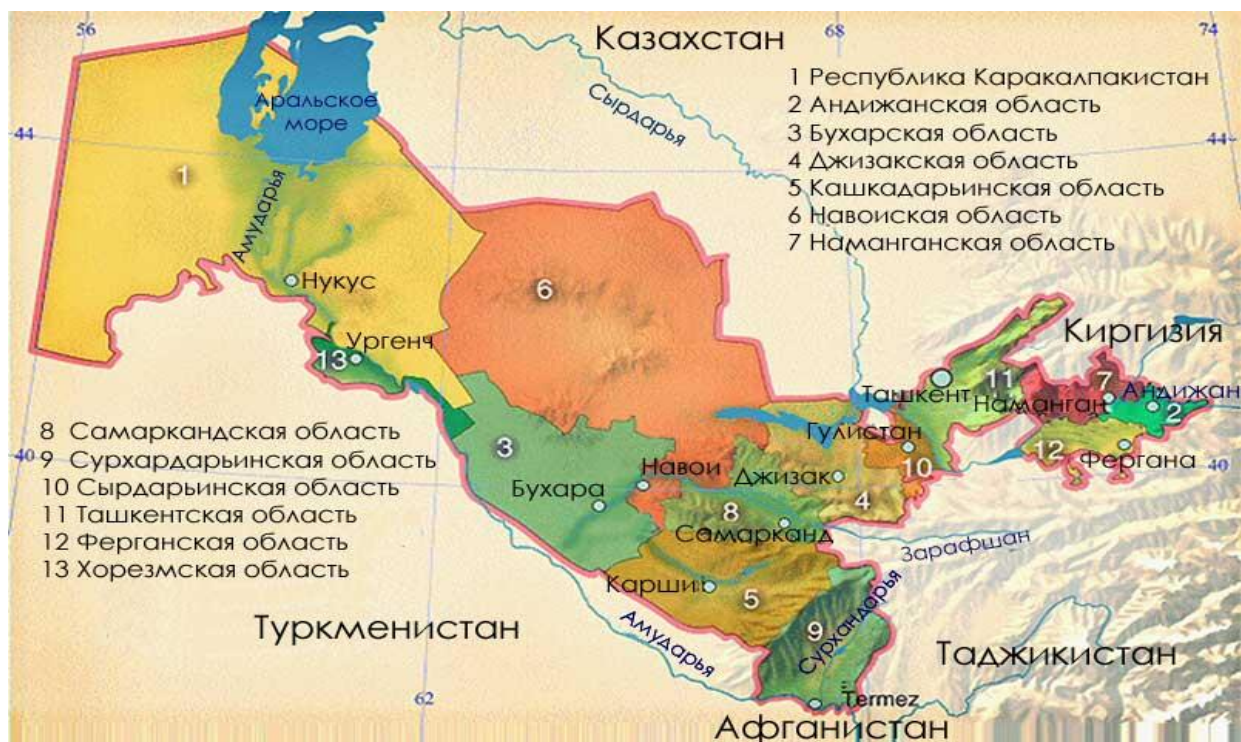 56
68
74
Казахстан
1 Республика Каракалпакистан
2 Андижанская область
3 Бухарская область
4 Джизакская область
5 Кашкадарьинская область
6 Навоиская область
7 Наманганская область
Сырдарья
Аральское
море
44
44
1
Амударья
Нукус
6
Ургенч
13
Киргизия
Ташкент
11
7
Наманган
Андижан
2
8 Самаркандская область
9 Сурхардарьинская область
10 Сырдарьинская область
11 Ташкентская область
12 Ферганская область
13 Хорезмская область
40
3
Гулистан
10
12
Фергана
40
Навои
Джизак
Бухара
8
4
Самарканд
Зарафшан
Карши
5
Туркменистан
Амударья
9
Сурхандарья
Таджикистан
62
Termez
Афганистан